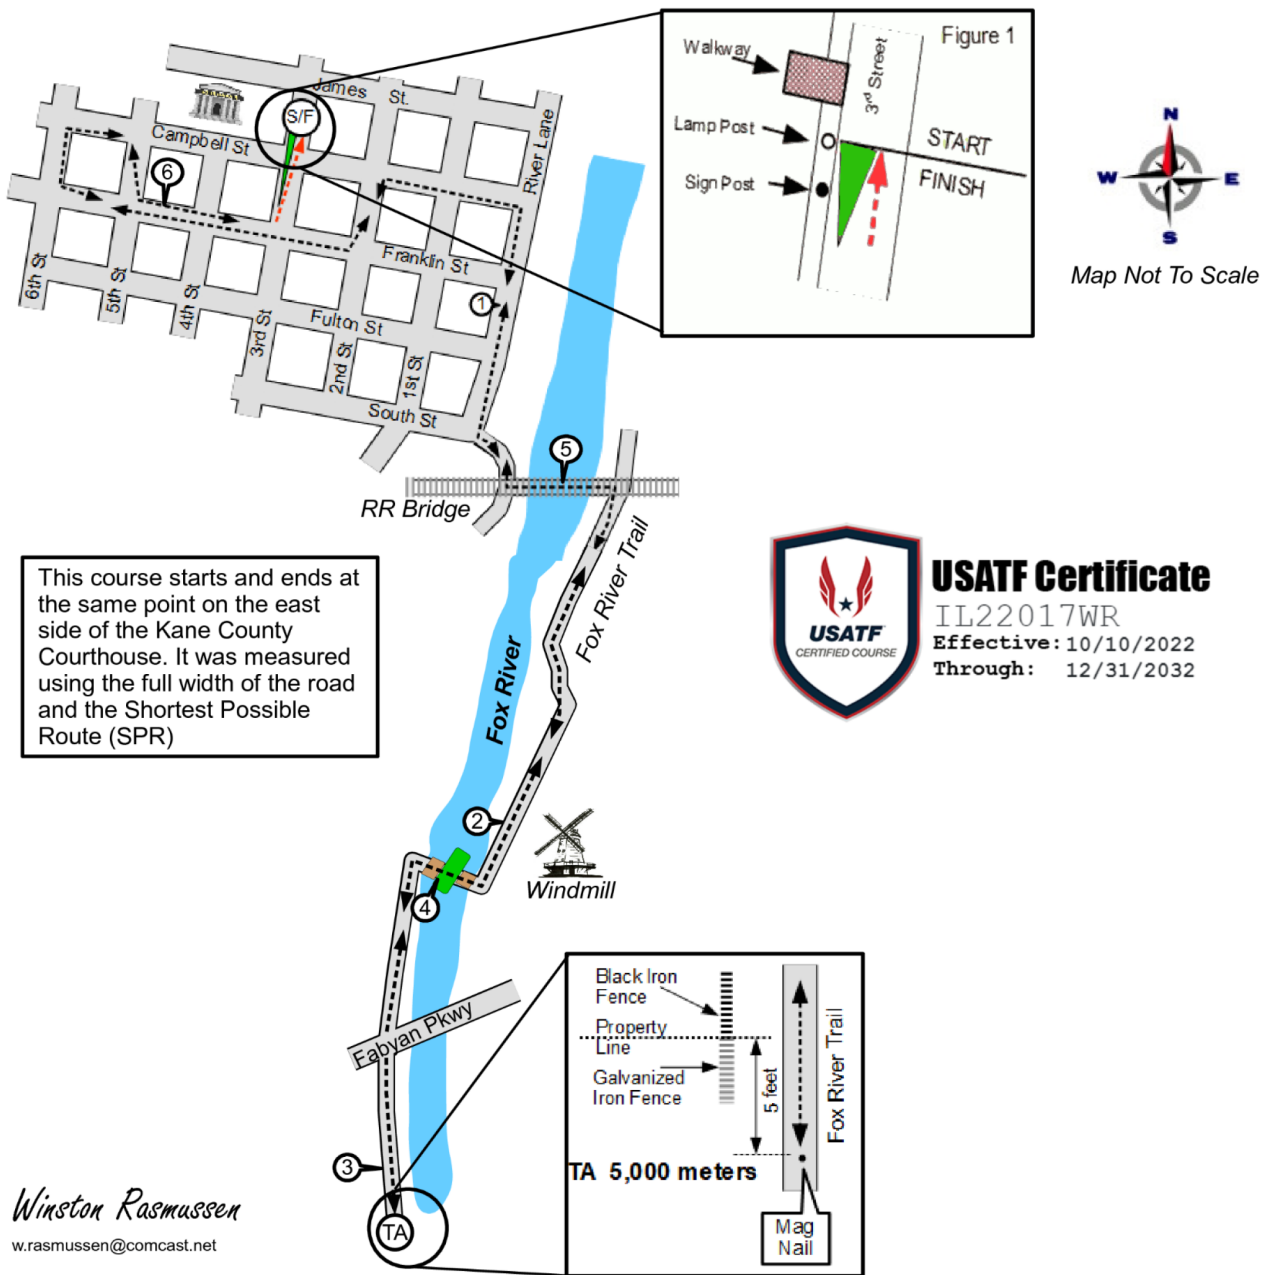 James St.
S/F
Campbell St
River Lane
6
Franklin St
1
6th St
5th St
4th St
3rd St
Fulton St
2nd St
1st St
South St
Figure 1
Walkway
3rd Street
Lamp Post
START
Sign Post
FINISH
N
W
E
S
Map Not To Scale
5
RR Bridge
Fox River Trail
This course starts and ends at
the same point on the east
side of the Kane County
Courthouse. It was measured
using the full width of the road
and the Shortest Possible
Route (SPR)
Fox River
USATF
CERTIFIED COURSE
USATF Certificate
IL22017WR
Effective: 10/10/2022
Through: 12/31/2032
2
Windmill
4
Fabyan Pkwy
3
TA
Black Iron
Fence
Property
Line
Galvanized
Iron Fence
5 feet
Fox River Trail
TA 5,000 meters
Mag
Nail
Winston Rasmussen
w.rasmussen@comcast.net